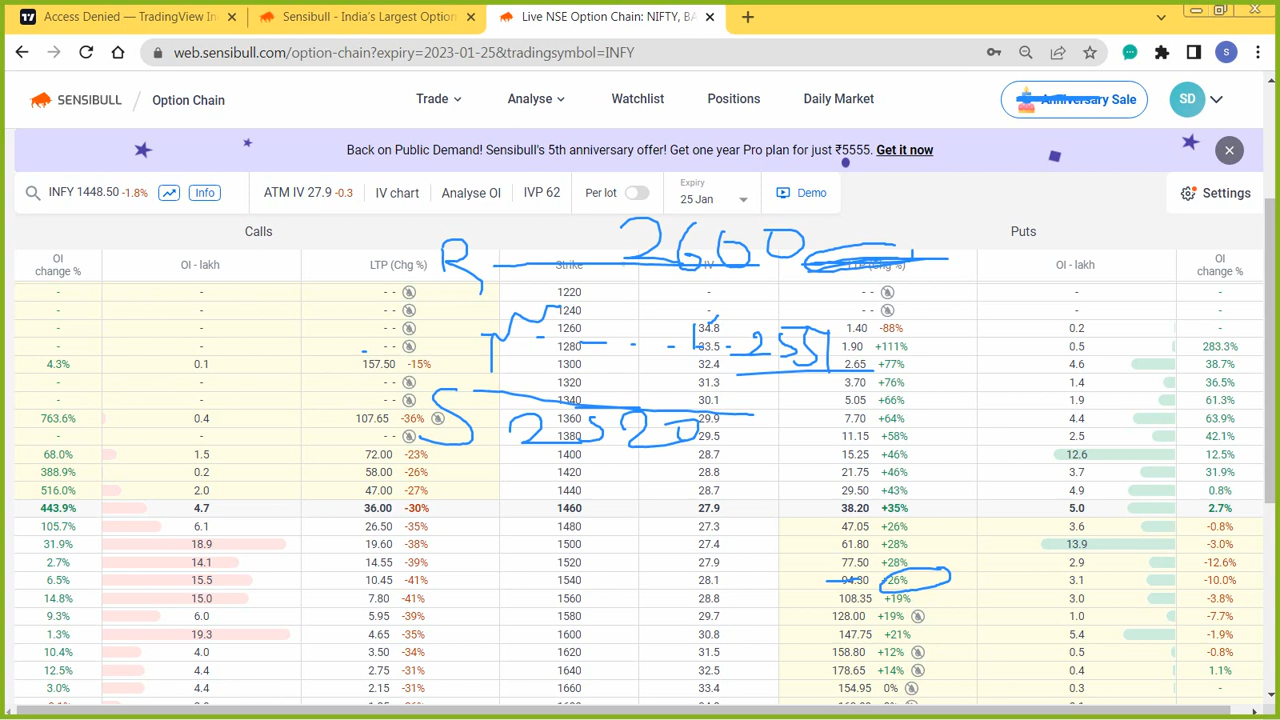 Access Denied — TradingView In
Sensibull - India's Largest Option
Live NSE Option Chain: NIFTY, BA
web.sensibull.com/option-chain?expiry=2023-01-25&tradingsymbol=INFY
S
SENSIBULL / Option Chain
Trade Analyse Watchlist Positions Daily Market
Anniversary Sale
SD
Back on Public Demand! Sensibull's 5th anniversary offer! Get one year Pro plan for just ₹5555. Get it now
INFY 1448.50 -1.8% Info
ATM IV 27.9 -0.3
IV chart
Analyse OI
IVP 62
Per lot
Expiry
25 Jan
Demo
Settings
Calls Puts
2600
R
OI change % OI - lakh LTP (Chg %) Strike IV LTP (Chg %) OI - lakh OI change %
- - - - 1220 - - - - -
- - - - 1240 - - - - -
- - - - 1260 34.8 1.40 -88% 0.2 -
- - - - 1280 33.5 1.90 +111% 0.5 283.3%
4.3% 0.1 157.50 -15% 1300 32.4 2.65 +77% 4.6 38.7%
- - - - 1320 31.3 3.70 +76% 1.4 36.5%
- - - - 1340 30.1 5.05 +66% 1.9 61.3%
763.6% 0.4 107.65 -36% 1360 29.9 7.70 +64% 4.4 63.9%
- - - - 1380 29.5 11.15 +58% 2.5 42.1%
S 2520
68.0% 1.5 72.00 -23% 1400 28.7 15.25 +46% 12.6 12.5%
388.9% 0.2 58.00 -26% 1420 28.8 21.75 +46% 3.7 31.9%
516.0% 2.0 47.00 -27% 1440 28.7 29.50 +43% 4.9 0.8%
443.9% 4.7 36.00 -30% 1460 27.9 38.20 +35% 5.0 2.7%
105.7% 6.1 26.50 -35% 1480 27.3 47.05 +26% 3.6 -0.8%
31.9% 18.9 19.60 -38% 1500 27.4 61.80 +28% 13.9 -3.0%
2.7% 14.1 14.55 -39% 1520 27.9 77.50 +28% 2.9 -12.6%
6.5% 15.5 10.45 -41% 1540 28.1 94.30 +26% 3.1 -10.0%
14.8% 15.0 7.80 -41% 1560 28.8 108.35 +19% 3.0 -3.8%
9.3% 6.0 5.95 -39% 1580 29.7 128.00 +19% 1.0 -7.7%
1.3% 19.3 4.65 -35% 1600 30.8 147.75 +21% 5.4 -1.9%
10.4% 4.0 3.50 -34% 1620 31.5 158.80 +12% 0.5 -0.8%
12.5% 4.4 2.75 -31% 1640 32.5 178.65 +14% 0.4 1.1%
3.0% 4.4 2.15 -31% 1660 33.4 154.95 0% 0.3 -